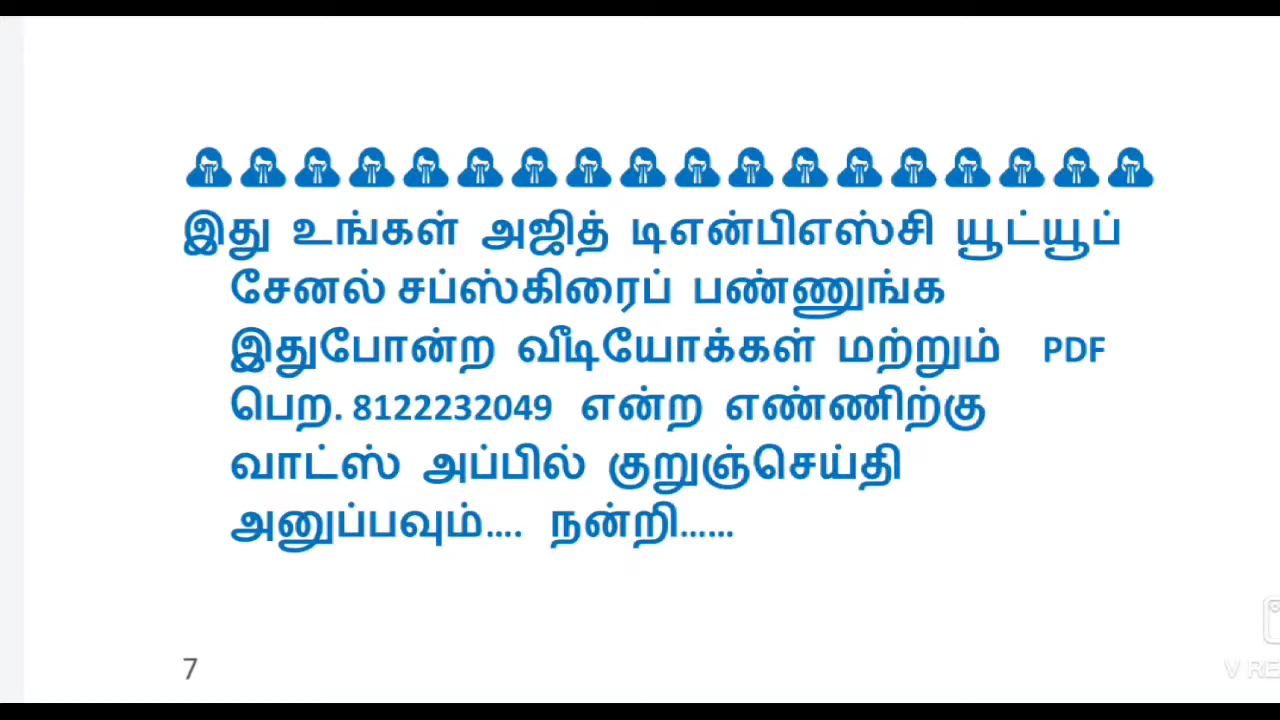 இது உங்கள் அஜித் டிஎன்பிஎஸ்சி யூட்யூப்
சேனல் சப்ஸ்கிரைப் பண்ணுங்க
இதுபோன்ற வீடியோக்கள் மற்றும் PDF
பெற. 8122232049 என்ற எண்ணிற்கு
வாட்ஸ் அப்பில் குறுஞ்செய்தி
அனுப்பவும்.... நன்றி......
7